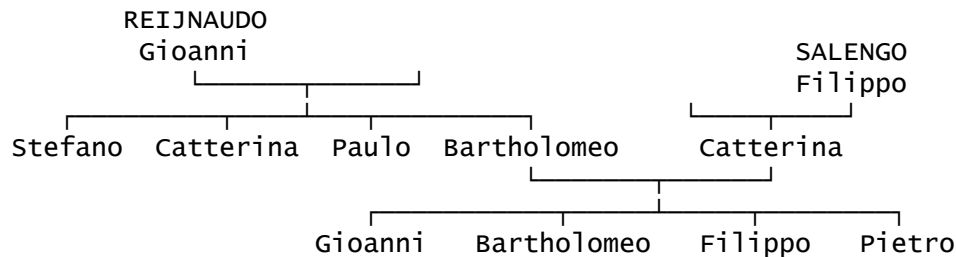 REIJNAUDO
Gioanni SALENGO
Filippo
Stefano Catterina Paulo Bartholomeo Catterina
Gioanni Bartholomeo Filippo Pietro